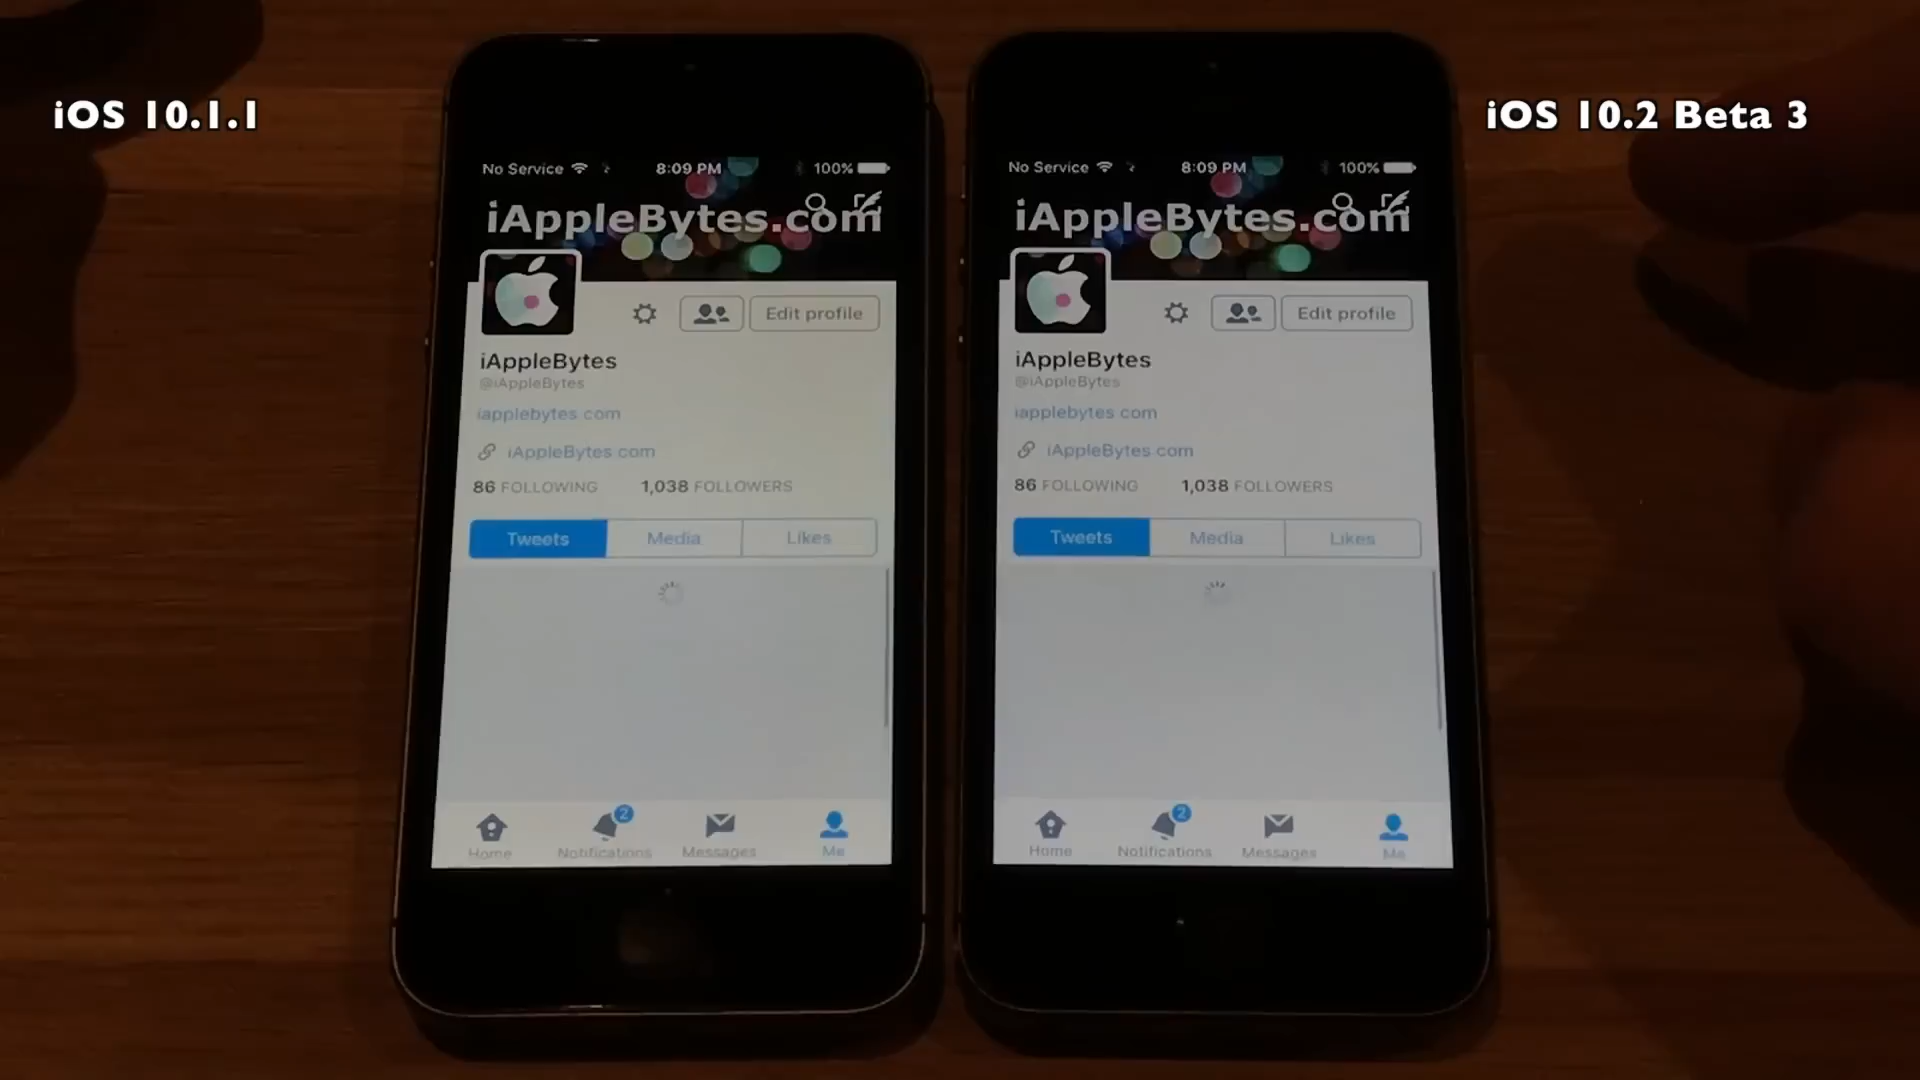 iOS 10.1.1
iOS 10.2 Beta 3
No Service 8:09 PM 100%
iAppleBytes.com
Edit profile
iAppleBytes
@iAppleBytes
iapplebytes.com
iAppleBytes.com
86 FOLLOWING 1,038 FOLLOWERS
Tweets Media Likes
2
Home Notifications Messages Me
No Service 8:09 PM 100%
iAppleBytes.com
Edit profile
iAppleBytes
@iAppleBytes
iapplebytes.com
iAppleBytes.com
86 FOLLOWING 1,038 FOLLOWERS
Tweets Media Likes
2
Home Notifications Messages Me